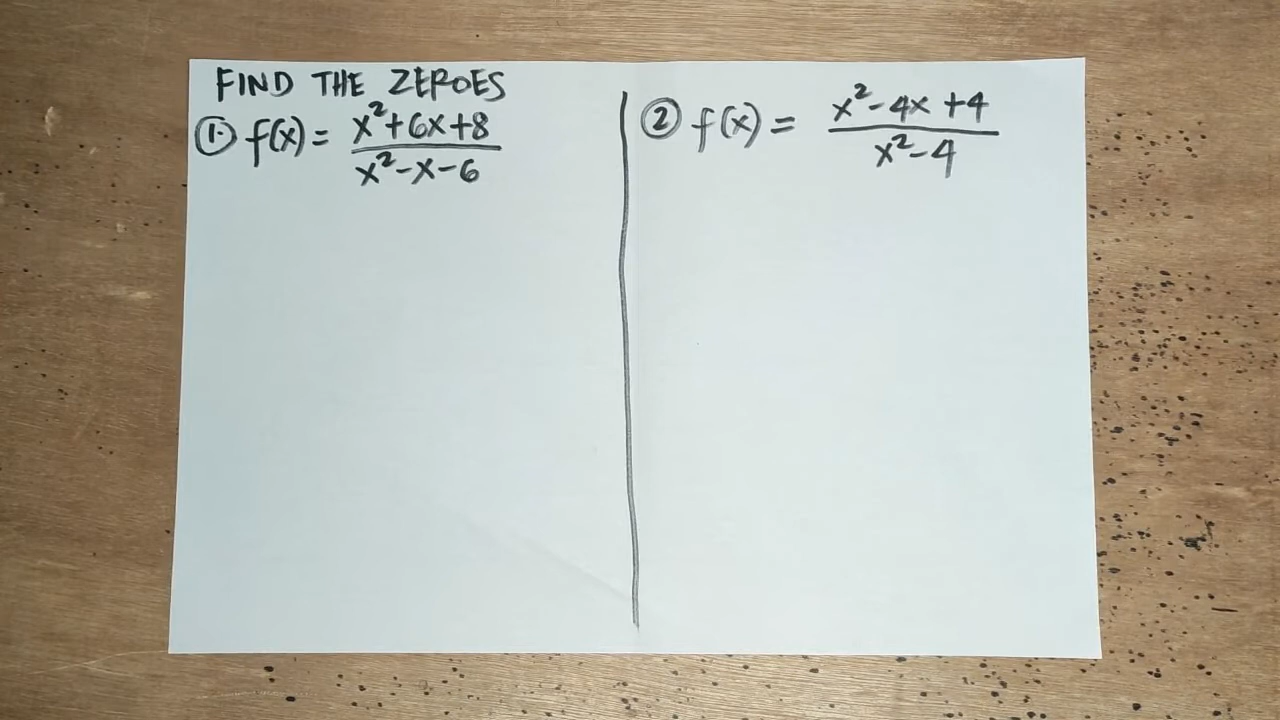 FIND THE ZEROES
① f(x) = x²+6x+8
x²-x-6
② f(x) = x²-4x+4
x²-4